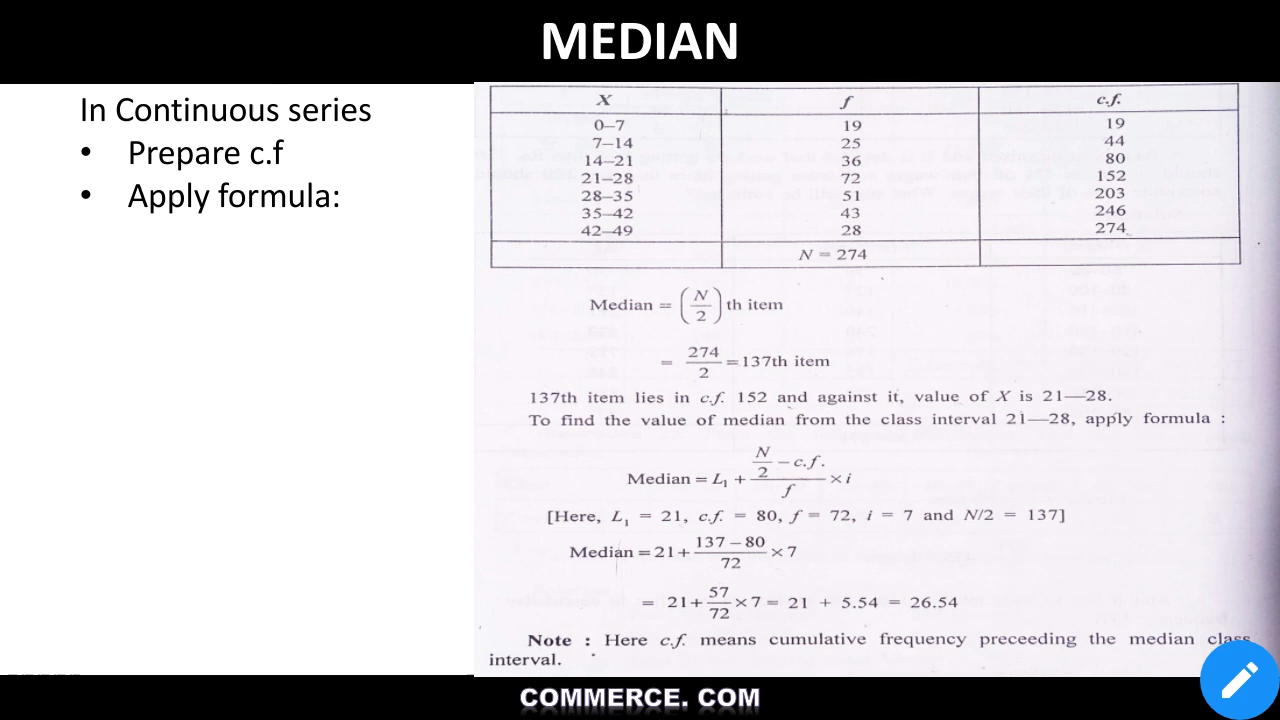 MEDIAN
In Continuous series
• Prepare c.f
• Apply formula:
X f c.f.
0–7 19 19
7–14 25 44
14–21 36 80
21–28 72 152
28–35 51 203
35–42 43 246
42–49 28 274
N = 274
Median = (N/2) th item
= 274/2 = 137th item
137th item lies in c.f. 152 and against it, value of X is 21—28.
To find the value of median from the class interval 21—28, apply formula :
Median = L₁ + (N/2 – c.f.)/f × i
[Here, L₁ = 21, c.f. = 80, f = 72, i = 7 and N/2 = 137]
Median = 21 + (137 – 80)/72 × 7
= 21 + 57/72 × 7 = 21 + 5.54 = 26.54
Note : Here c.f. means cumulative frequency preceeding the median class
interval.
COMMERCE. COM